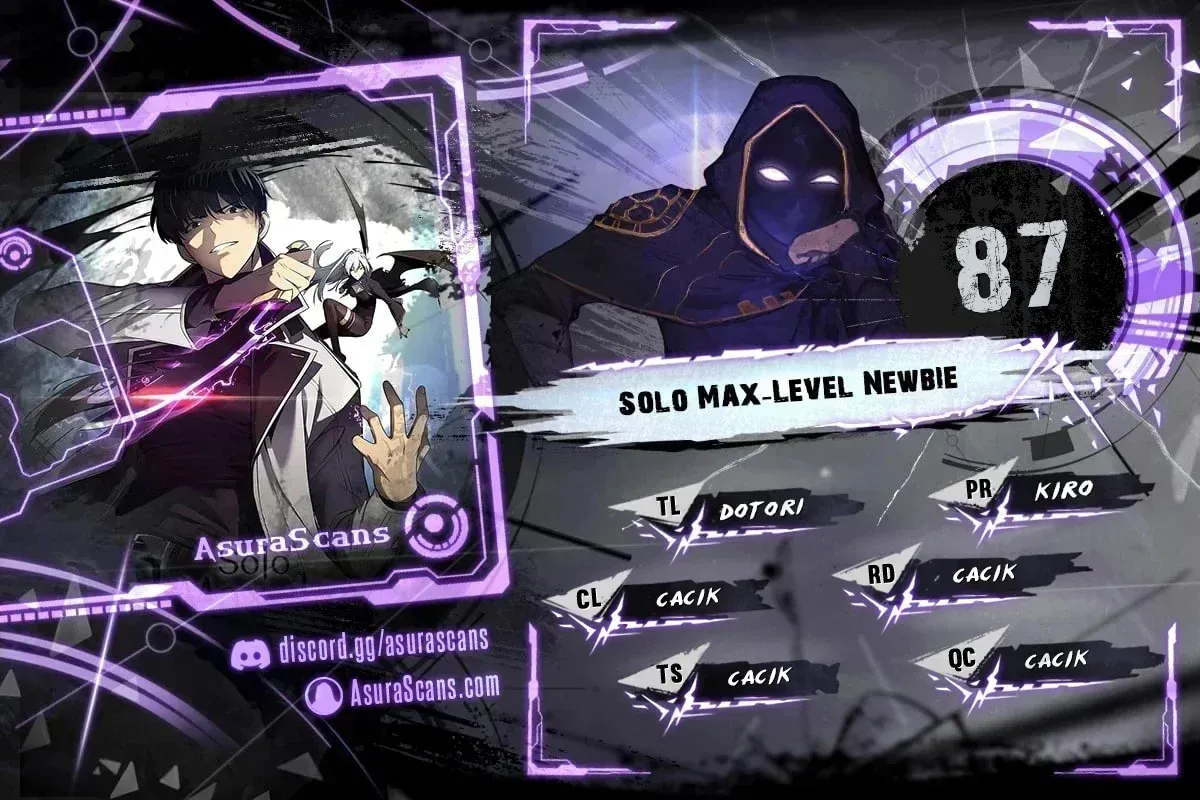 AsuraScans
Solo
discord.gg/asurascans
AsuraScans.com
87
SOLO MAX-LEVEL NEWBIE
TL DOTORI
PR KIRO
CL CACIK
RD CACIK
TS CACIK
QC CACIK